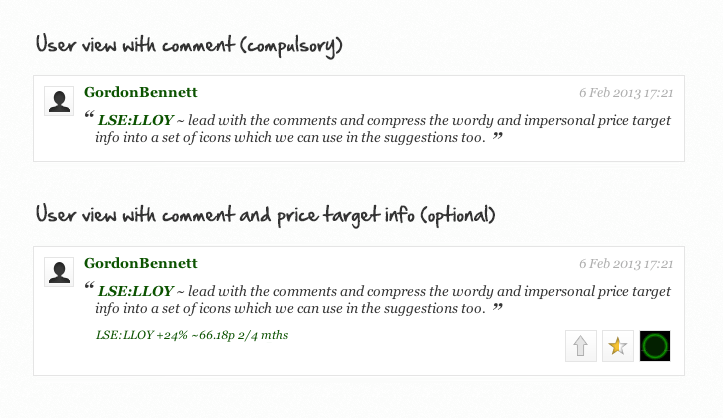 User view with comment (compulsory)
GordonBennett 6 Feb 2013 17:21
“ LSE:LLOY ~ lead with the comments and compress the wordy and impersonal price target
info into a set of icons which we can use in the suggestions too. ”
User view with comment and price target info (optional)
GordonBennett 6 Feb 2013 17:21
“ LSE:LLOY ~ lead with the comments and compress the wordy and impersonal price target
info into a set of icons which we can use in the suggestions too. ”
LSE:LLOY +24% ~66.18p 2/4 mths